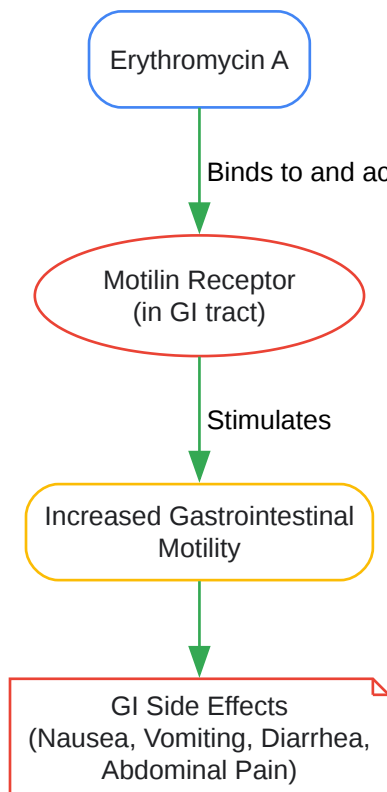 Erythromycin A
Binds to and
Motilin Receptor
(in GI tract)
Stimulates
Increased Gastrointestinal
Motility
GI Side Effects
(Nausea, Vomiting, Diarrhea,
Abdominal Pain)